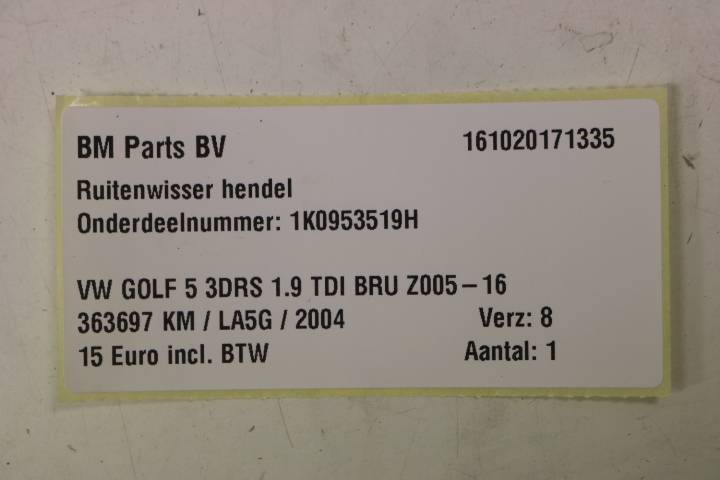 BM Parts BV 161020171335
Ruitenwisser hendel
Onderdeelnummer: 1K0953519H
VW GOLF 5 3DRS 1.9 TDI BRU Z005-16
363697 KM / LA5G / 2004 Verz: 8
15 Euro incl. BTW Aantal: 1